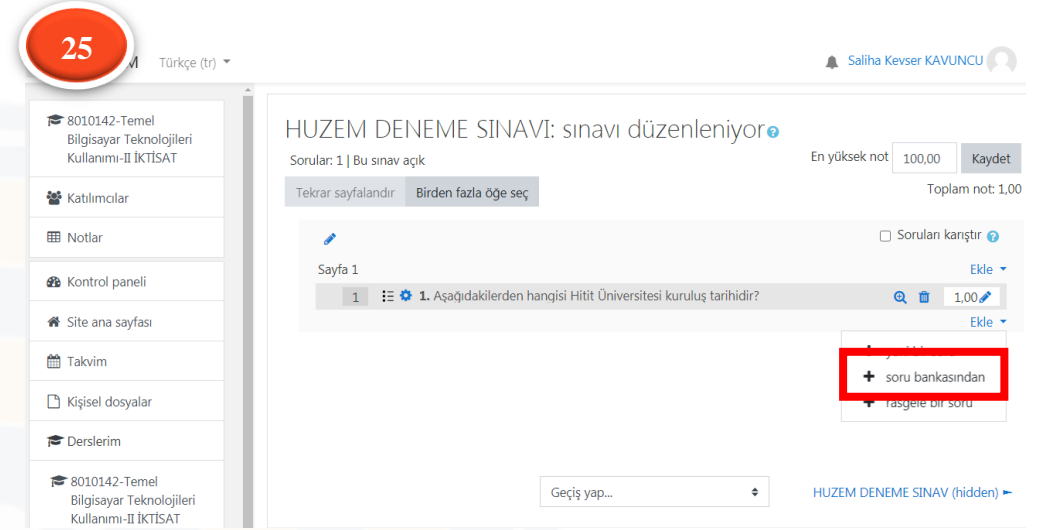 25
Türkçe (tr)
Saliha Kevser KAVUNCU
8010142-Temel
Bilgisayar Teknolojileri
Kullanımı-II İKTİSAT
Katılımcılar
Notlar
Kontrol paneli
Site ana sayfası
Takvim
Kişisel dosyalar
Derslerim
8010142-Temel
Bilgisayar Teknolojileri
Kullanımı-II İKTİSAT
HUZEM DENEME SINAVI: sınavı düzenleniyor
Sorular: 1 | Bu sınav açık
En yüksek not 100,00 Kaydet
Tekrar sayfalandır Birden fazla öğe seç
Toplam not: 1,00
Soruları karıştır
Sayfa 1
Ekle
1 1. Aşağıdakilerden hangisi Hitit Üniversitesi kuruluş tarihidir? 1,00
Ekle
soru bankasından
rasgele bir soru
Geçiş yap...
HUZEM DENEME SINAV (hidden) ►